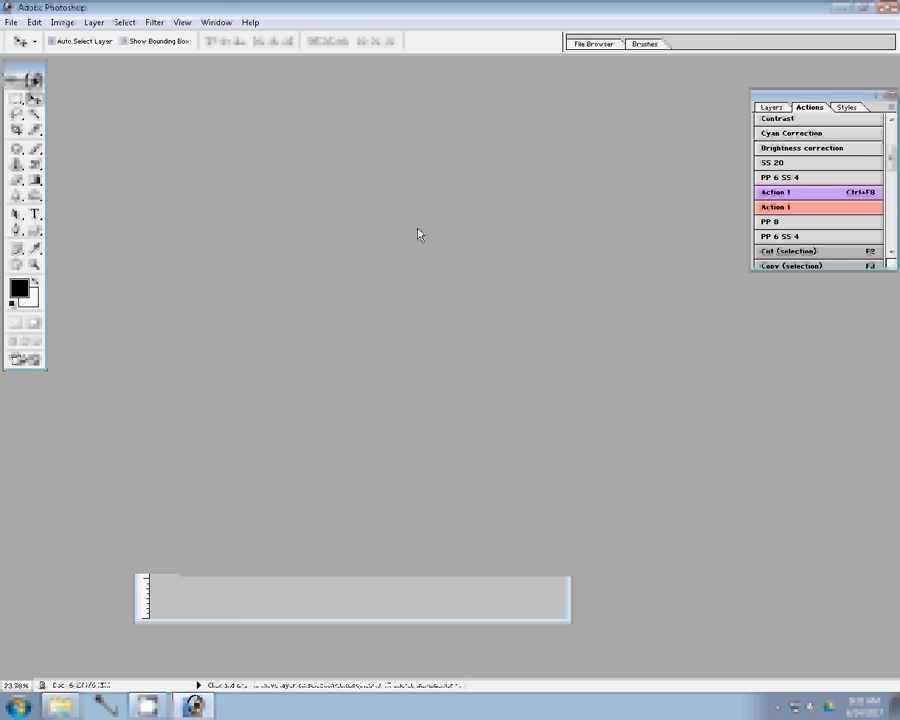 Adobe Photoshop
File Edit Image Layer Select Filter View Window Help
Auto Select Layer Show Bounding Box
File Browser Brushes
Layers Actions Styles
Contrast
Cyan Correction
Brightness correction
SS 20
PP 6 SS 4
Action 1 Ctrl+F8
Action 1
PP 8
PP 6 SS 4
Cut (selection) F2
Copy (selection) F3